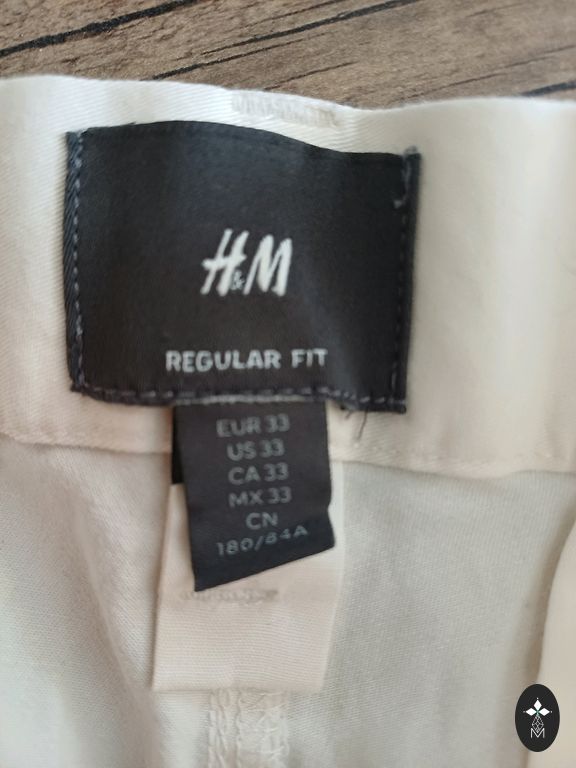 H&M
REGULAR FIT
EUR 33
US 33
CA 33
MX 33
CN
180/84A
M